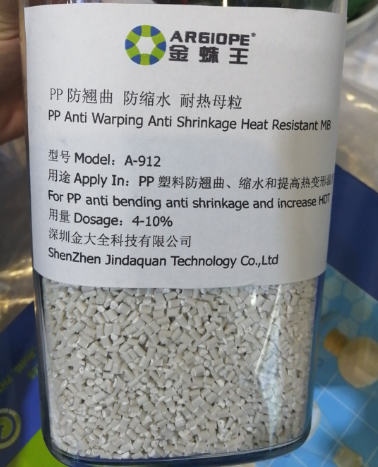 ARGIOPE®
金蛛王
PP 防翘曲 防缩水 耐热母粒
PP Anti Warping Anti Shrinkage Heat Resistant MB
型号 Model: A-912
用途 Apply In: PP 塑料防翘曲、缩水和提高热变形温
For PP anti bending anti shrinkage and increase HDT
用量 Dosage: 4-10%
深圳金大全科技有限公司
ShenZhen Jindaquan Technology Co.,Ltd